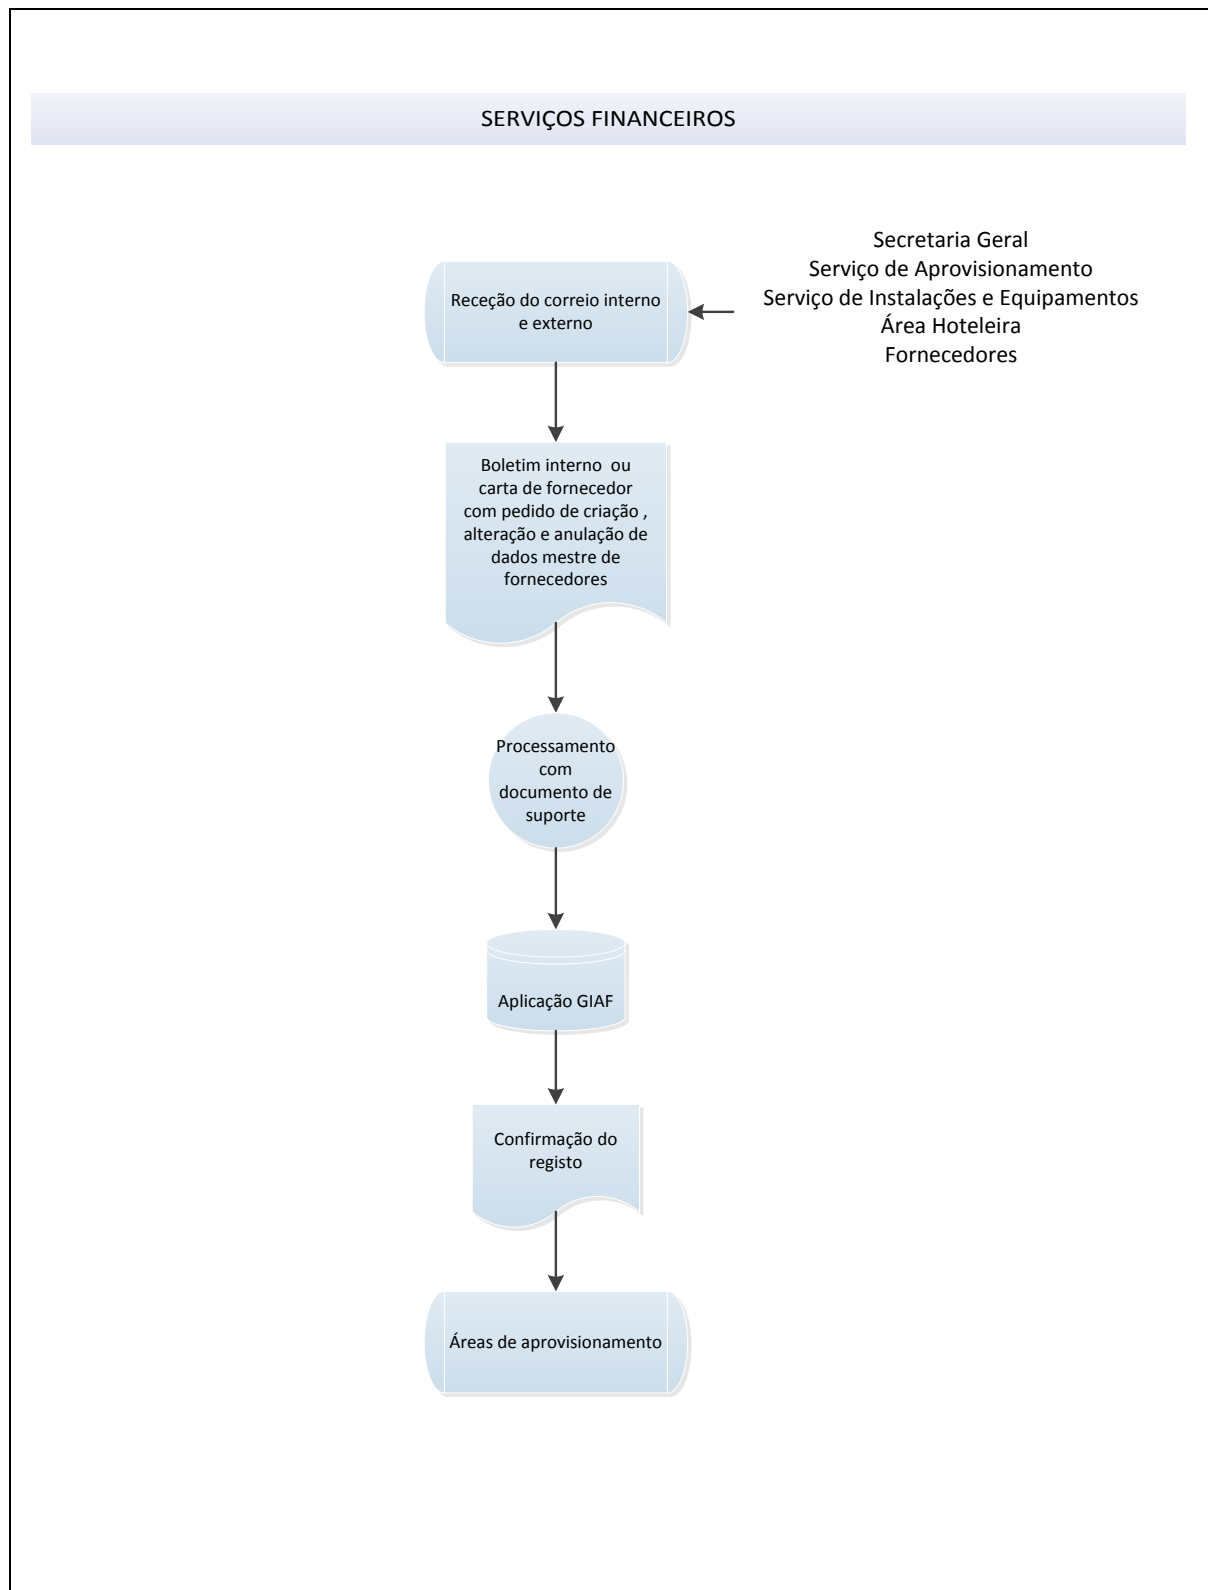 SERVIÇOS FINANCEIROS
Secretaria Geral
Serviço de Aprovisionamento
Serviço de Instalações e Equipamentos
Área Hoteleira
Fornecedores
Receção do correio interno
e externo
Boletim interno ou
carta de fornecedor
com pedido de criação ,
alteração e anulação de
dados mestre de
fornecedores
Processamento
com
documento de
suporte
Aplicação GIAF
Confirmação do
registo
Áreas de aprovisionamento